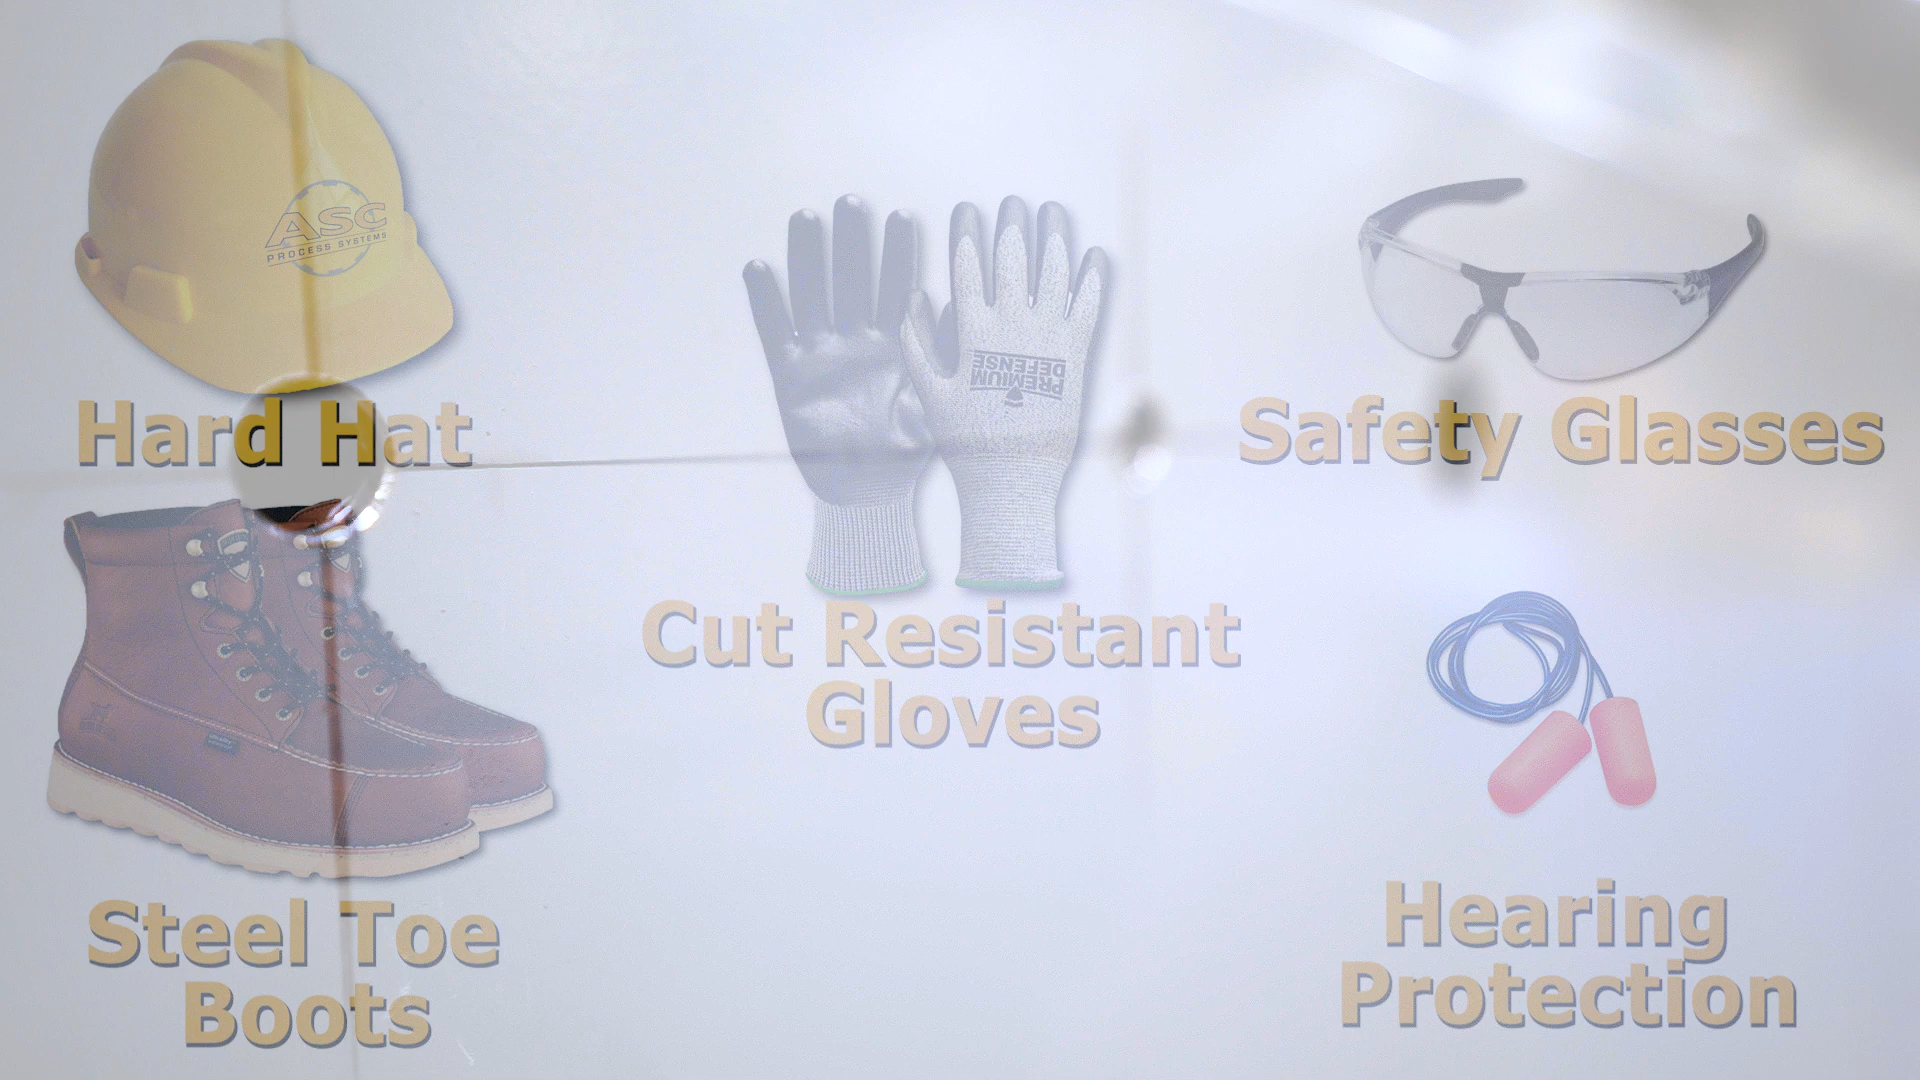 ASC
PROCESS SYSTEMS
Hard Hat
PREMIUM
DEFENSE
Cut Resistant
Gloves
Safety Glasses
Steel Toe
Boots
Hearing
Protection